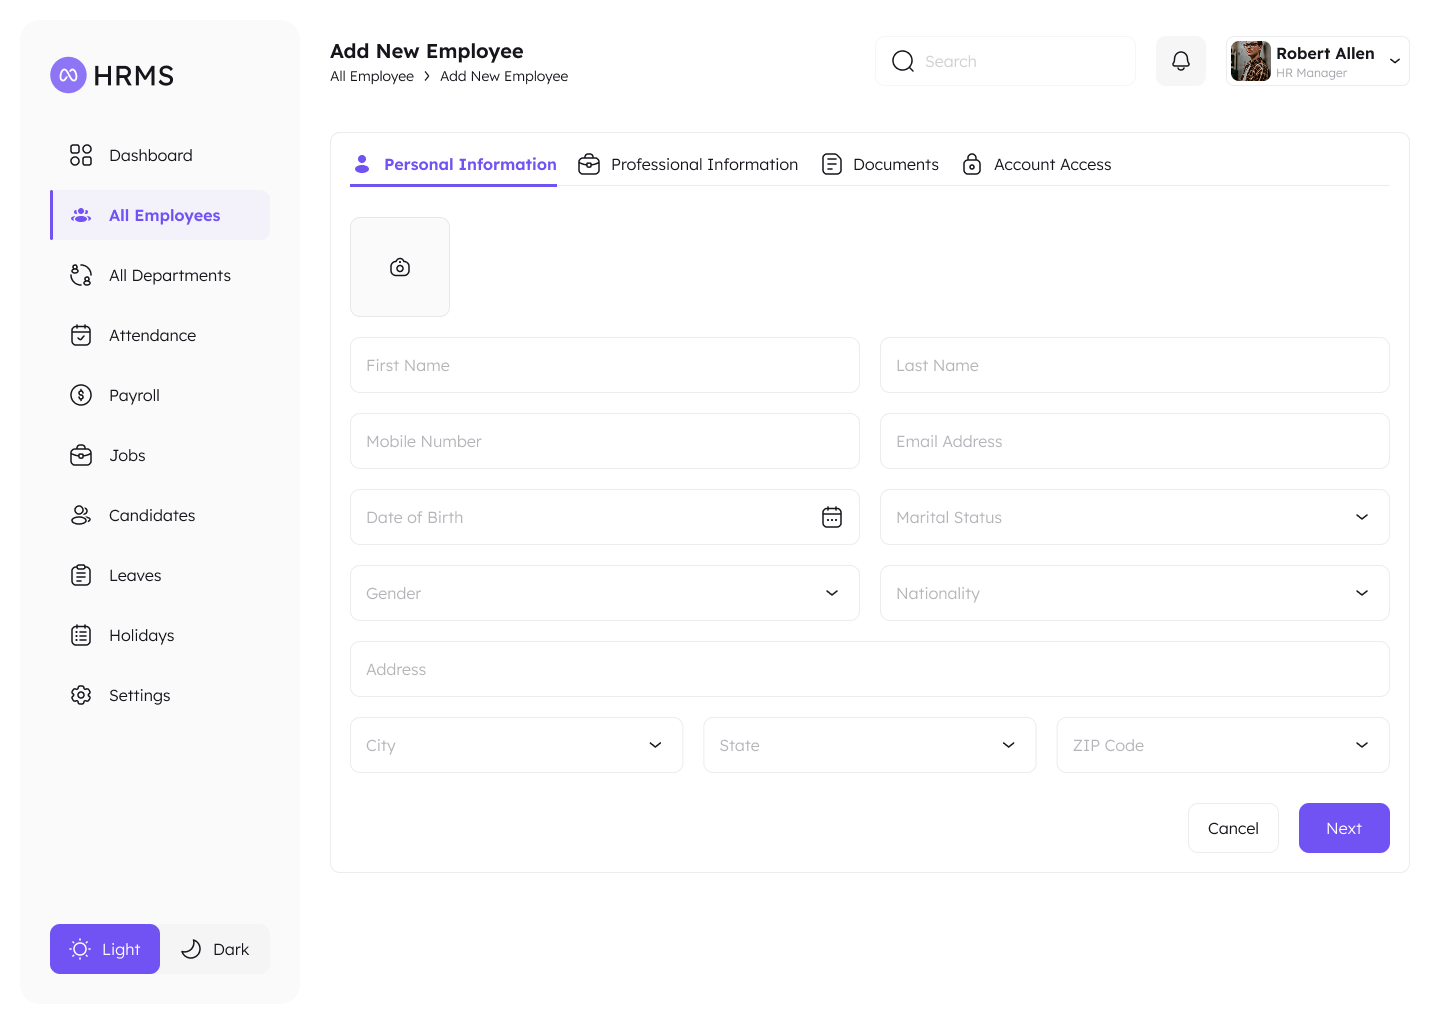 HRMS
Dashboard
All Employees
All Departments
Attendance
Payroll
Jobs
Candidates
Leaves
Holidays
Settings
Light
Dark
Add New Employee
All Employee > Add New Employee
Search
Robert Allen
HR Manager
Personal Information
Professional Information
Documents
Account Access
First Name
Last Name
Mobile Number
Email Address
Date of Birth
Marital Status
Gender
Nationality
Address
City
State
ZIP Code
Cancel
Next